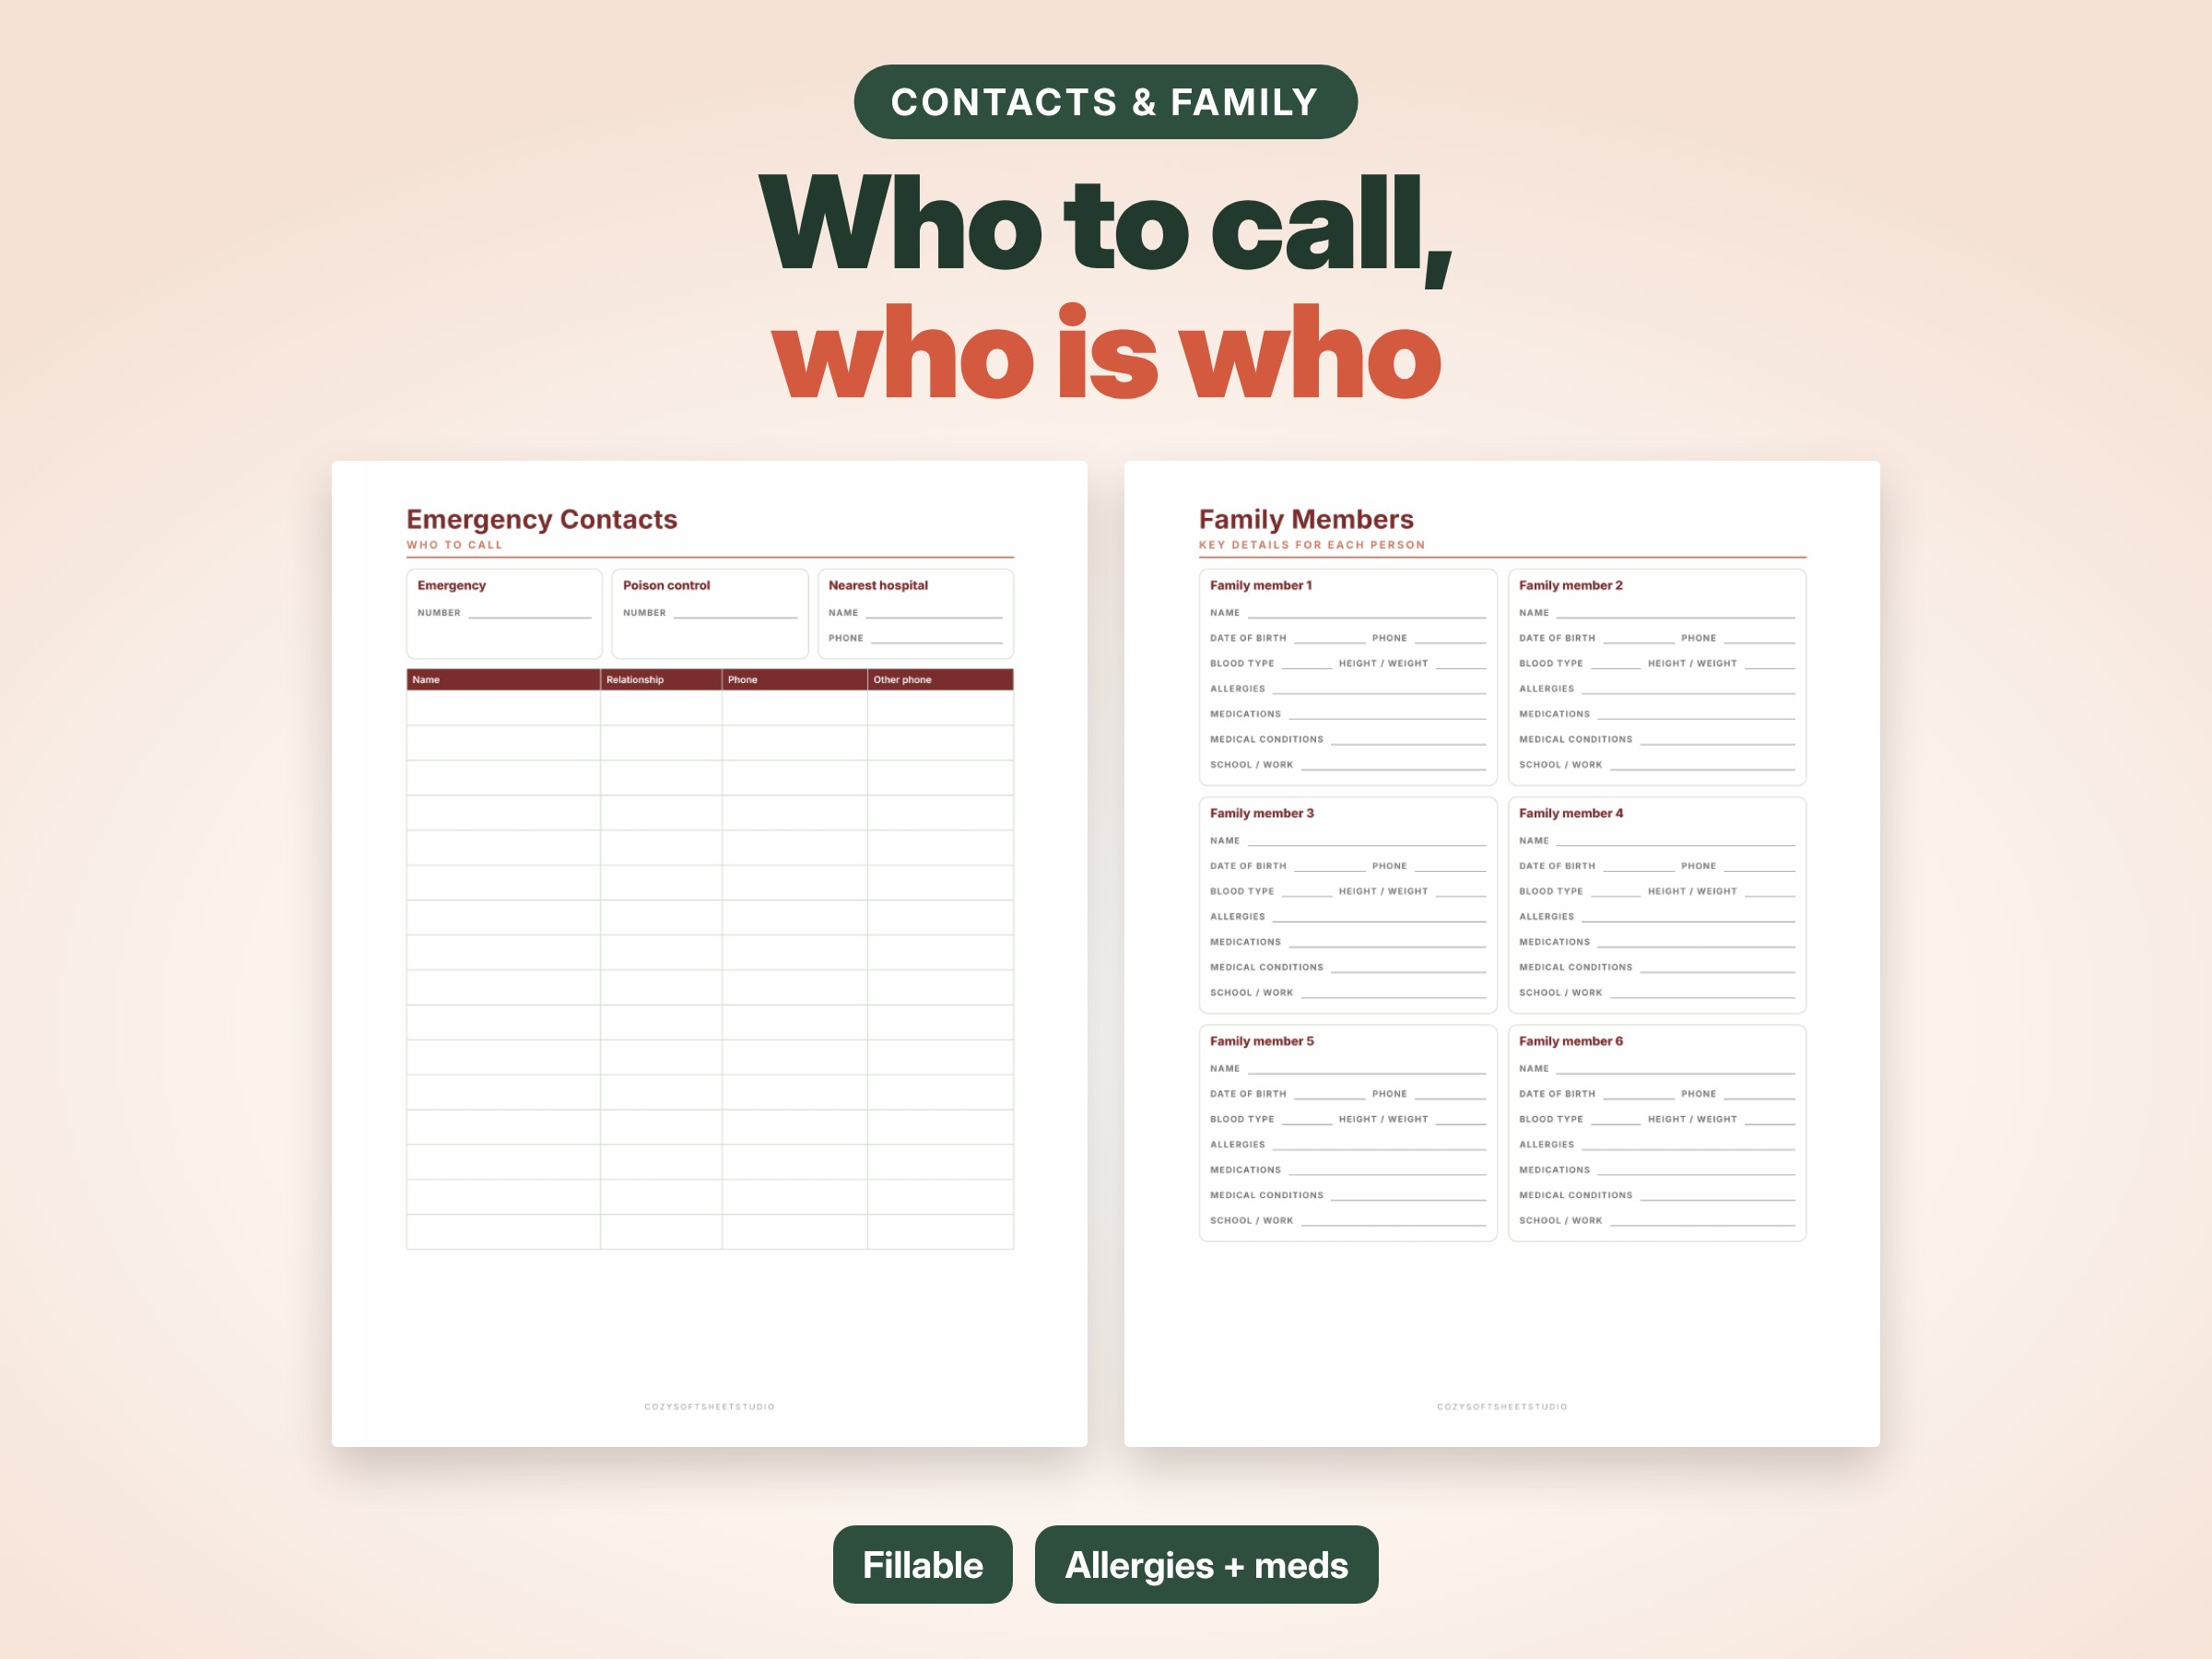 CONTACTS & FAMILY
Who to call,
who is who
Emergency Contacts
WHO TO CALL
Emergency
NUMBER
Poison control
NUMBER
Nearest hospital
NAME
PHONE
Name Relationship Phone Other phone
COZYSOFTSHEETSTUDIO
Family Members
KEY DETAILS FOR EACH PERSON
Family member 1
NAME
DATE OF BIRTH PHONE
BLOOD TYPE HEIGHT / WEIGHT
ALLERGIES
MEDICATIONS
MEDICAL CONDITIONS
SCHOOL / WORK
Family member 2
NAME
DATE OF BIRTH PHONE
BLOOD TYPE HEIGHT / WEIGHT
ALLERGIES
MEDICATIONS
MEDICAL CONDITIONS
SCHOOL / WORK
Family member 3
NAME
DATE OF BIRTH PHONE
BLOOD TYPE HEIGHT / WEIGHT
ALLERGIES
MEDICATIONS
MEDICAL CONDITIONS
SCHOOL / WORK
Family member 4
NAME
DATE OF BIRTH PHONE
BLOOD TYPE HEIGHT / WEIGHT
ALLERGIES
MEDICATIONS
MEDICAL CONDITIONS
SCHOOL / WORK
Family member 5
NAME
DATE OF BIRTH PHONE
BLOOD TYPE HEIGHT / WEIGHT
ALLERGIES
MEDICATIONS
MEDICAL CONDITIONS
SCHOOL / WORK
Family member 6
NAME
DATE OF BIRTH PHONE
BLOOD TYPE HEIGHT / WEIGHT
ALLERGIES
MEDICATIONS
MEDICAL CONDITIONS
SCHOOL / WORK
COZYSOFTSHEETSTUDIO
Fillable
Allergies + meds